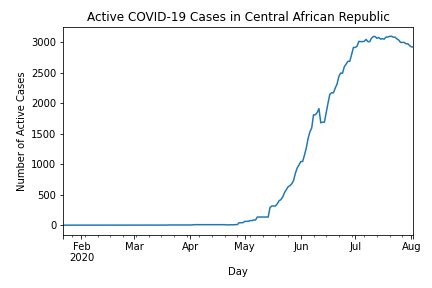 Active COVID-19 Cases in Central African Republic
3000
2500
2000
1500
1000
500
0
Number of Active Cases
Feb Mar Apr May Jun Jul Aug
2020
Day